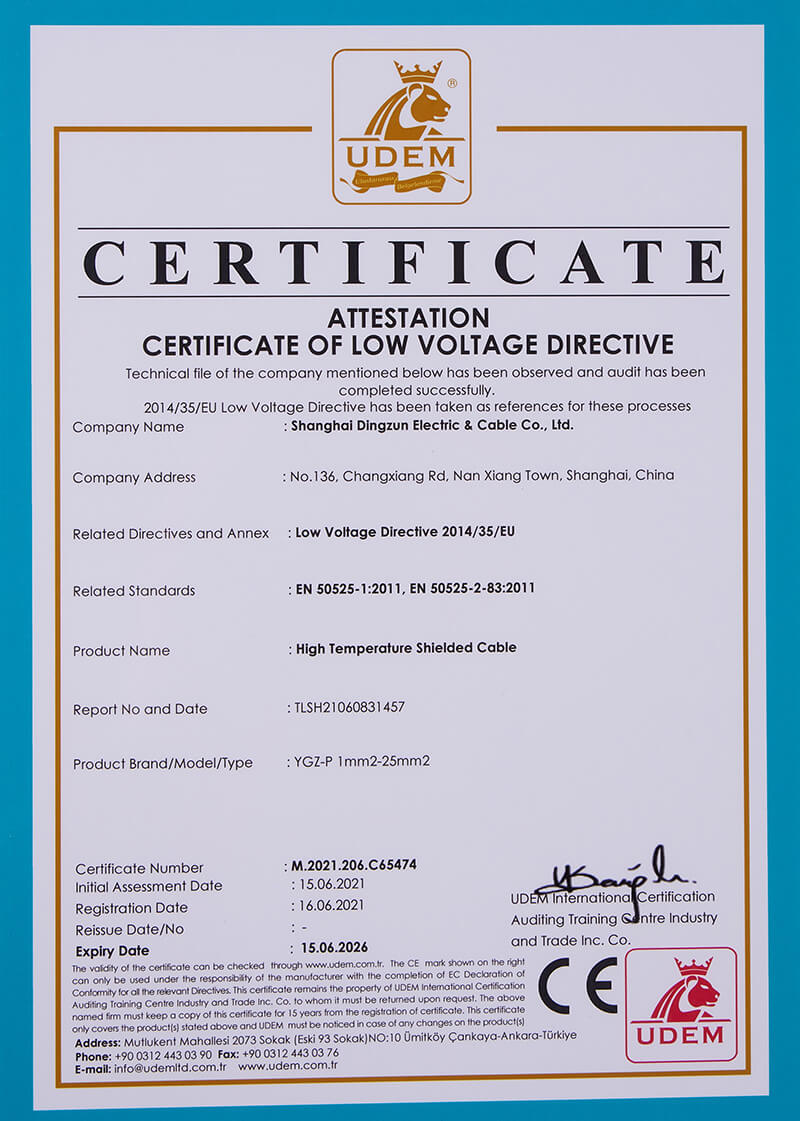 ®
UDEM
Uluslararası Belgelendirme
CERTIFICATE
ATTESTATION
CERTIFICATE OF LOW VOLTAGE DIRECTIVE
Technical file of the company mentioned below has been observed and audit has been
completed successfully.
2014/35/EU Low Voltage Directive has been taken as references for these processes
Company Name : Shanghai Dingzun Electric & Cable Co., Ltd.
Company Address : No.136, Changxiang Rd, Nan Xiang Town, Shanghai, China
Related Directives and Annex : Low Voltage Directive 2014/35/EU
Related Standards : EN 50525-1:2011, EN 50525-2-83:2011
Product Name : High Temperature Shielded Cable
Report No and Date : TLSH21060831457
Product Brand/Model/Type : YGZ-P 1mm2-25mm2
Certificate Number : M.2021.206.C65474
Initial Assessment Date : 15.06.2021
Registration Date : 16.06.2021
Reissue Date/No : -
Expiry Date : 15.06.2026
UDEM International Certification
Auditing Training Centre Industry
and Trade Inc. Co.
The validity of the certificate can be checked through www.udem.com.tr. The CE mark shown on the right
can only be used under the responsibility of the manufacturer with the completion of EC Declaration of
Conformity for all the relevant Directives. This certificate remains the property of UDEM International Certification
Auditing Training Centre Industry and Trade Inc. Co. to whom it must be returned upon request. The above
named firm must keep a copy of this certificate for 15 years from the registration of certificate. This certificate
only covers the product(s) stated above and UDEM must be noticed in case of any changes on the product(s)
CE
UDEM
Address: Mutlukent Mahallesi 2073 Sokak (Eski 93 Sokak)NO:10 Ümitköy Çankaya-Ankara-Türkiye
Phone: +90 0312 443 03 90 Fax: +90 0312 443 03 76
E-mail: info@udemltd.com.tr www.udem.com.tr